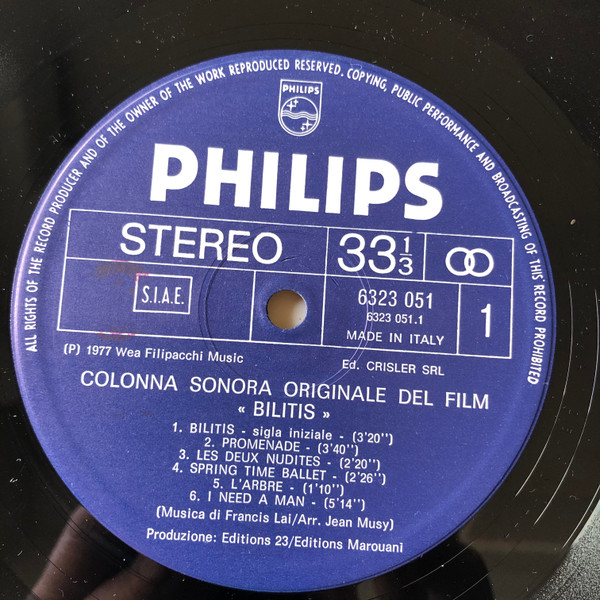 ALL RIGHTS OF THE RECORD PRODUCER AND OF THE OWNER OF THE WORK REPRODUCED RESERVED. COPYING, PUBLIC PERFORMANCE AND BROADCASTING OF THIS RECORD PROHIBITED
PHILIPS
PHILIPS
STEREO
33 1/3
S.I.A.E.
6323 051
6323 051.1
MADE IN ITALY
1
(P) 1977 Wea Filipacchi Music
Ed. CRISLER SRL
COLONNA SONORA ORIGINALE DEL FILM
« BILITIS »
1. BILITIS - sigla iniziale - (3'20'')
2. PROMENADE - (3'40'')
3. LES DEUX NUDITES - (2'20'')
4. SPRING TIME BALLET - (2'26'')
5. L'ARBRE - (1'10'')
6. I NEED A MAN - (5'14'')
(Musica di Francis Lai/Arr. Jean Musy)
Produzione: Editions 23/Editions Marouani